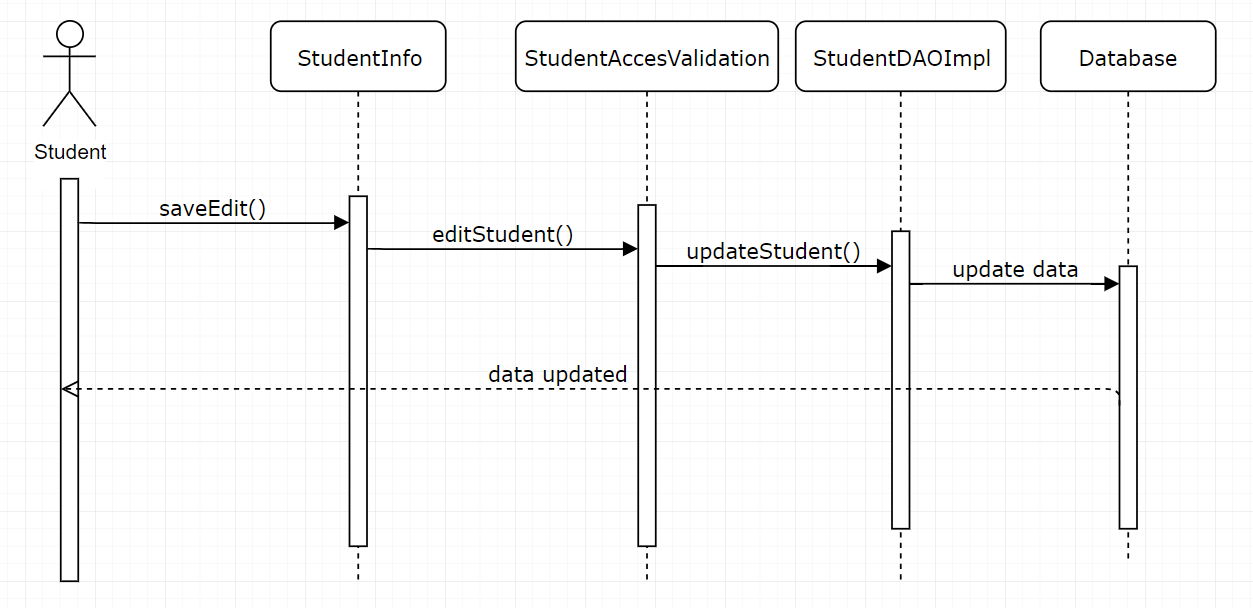 StudentInfo
StudentAccesValidation
StudentDAOImpl
Database
Student
saveEdit()
editStudent()
updateStudent()
update data
data updated